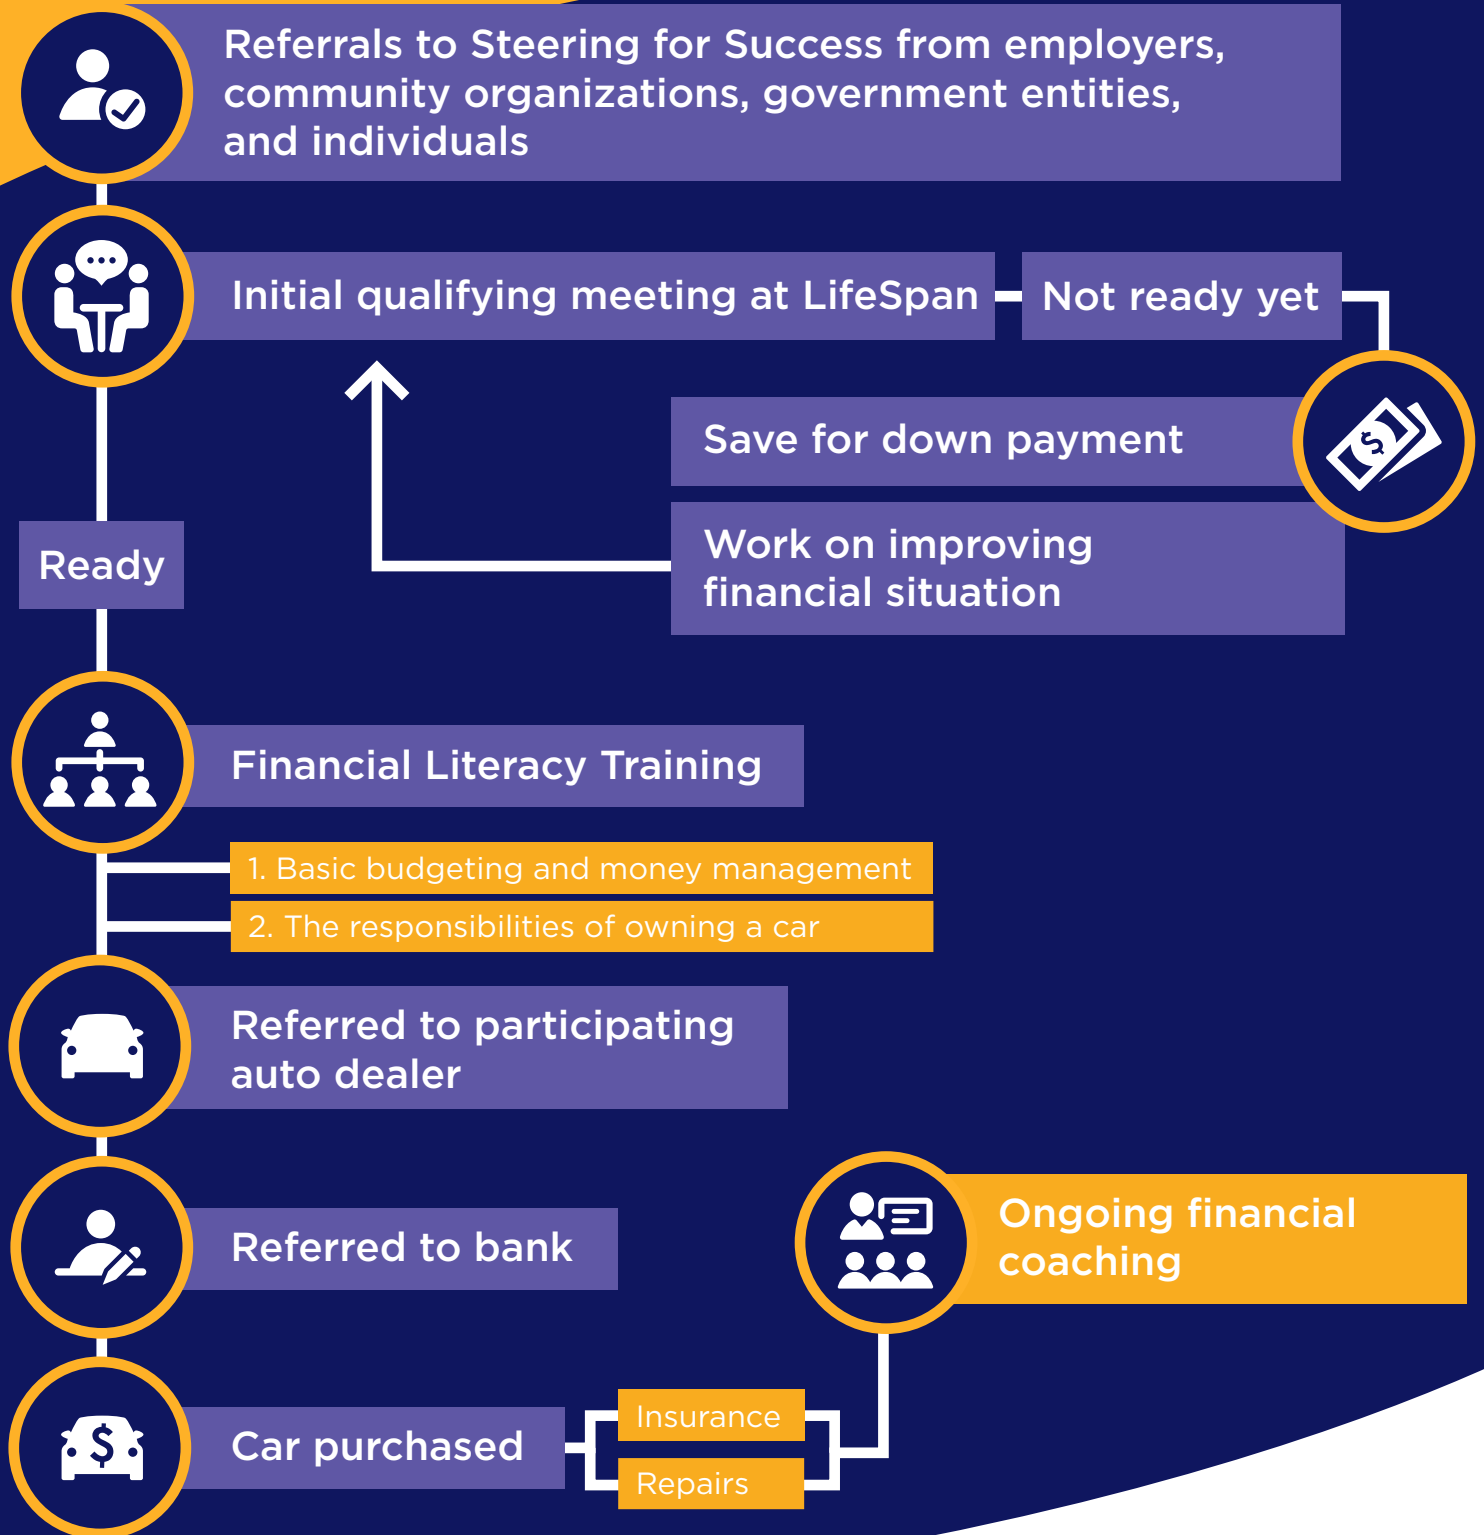 Referrals to Steering for Success from employers,
community organizations, government entities,
and individuals
Initial qualifying meeting at LifeSpan
Not ready yet
Save for down payment
Work on improving
financial situation
Ready
Financial Literacy Training
1. Basic budgeting and money management
2. The responsibilities of owning a car
Referred to participating
auto dealer
Referred to bank
Ongoing financial
coaching
Car purchased
Insurance
Repairs
$
$